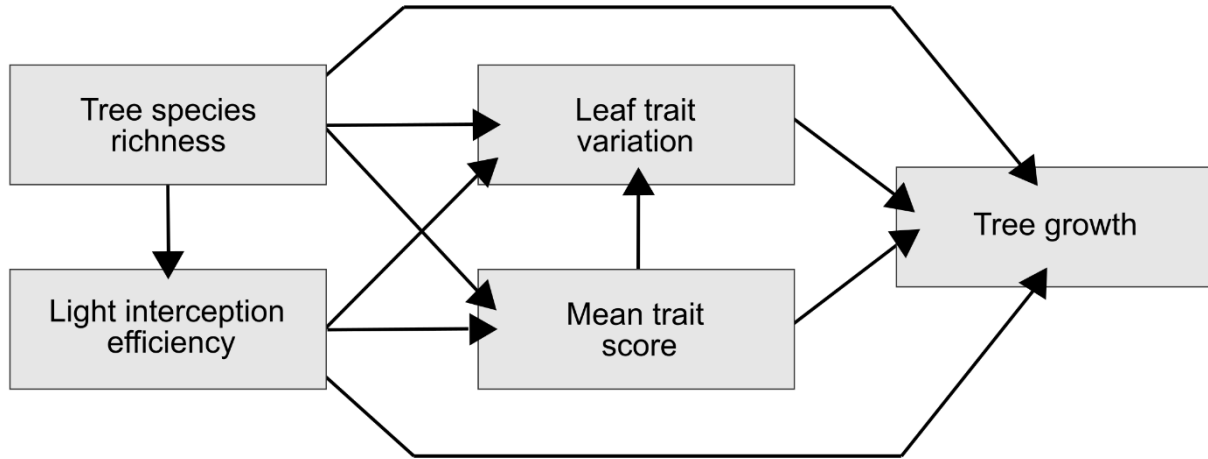 Tree species
richness
Leaf trait
variation
Tree growth
Light interception
efficiency
Mean trait
score